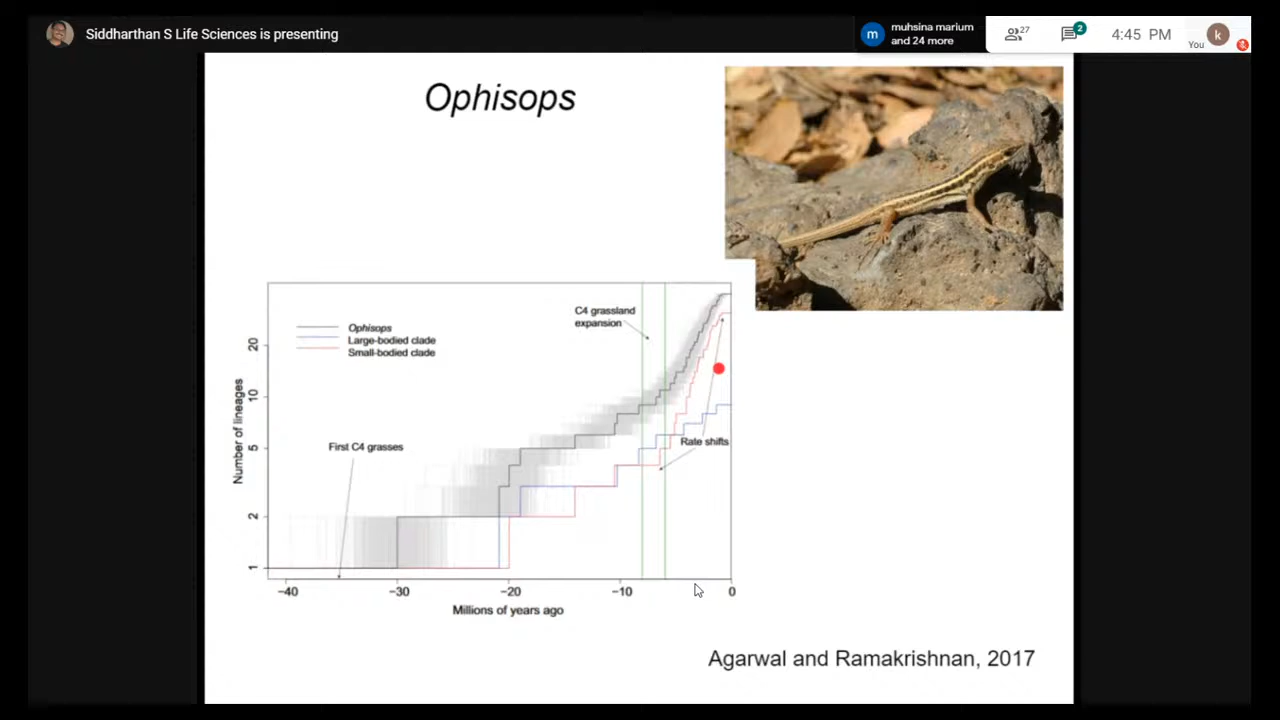 Siddharthan S Life Sciences is presenting
m
muhsina marium
and 24 more
27
2
4:45 PM
You
k
Ophisops
C4 grassland
expansion
Ophisops
Large-bodied clade
Small-bodied clade
First C4 grasses
Rate shifts
Number of lineages
20
10
5
2
1
−40
−30
−20
−10
0
Millions of years ago
Agarwal and Ramakrishnan, 2017